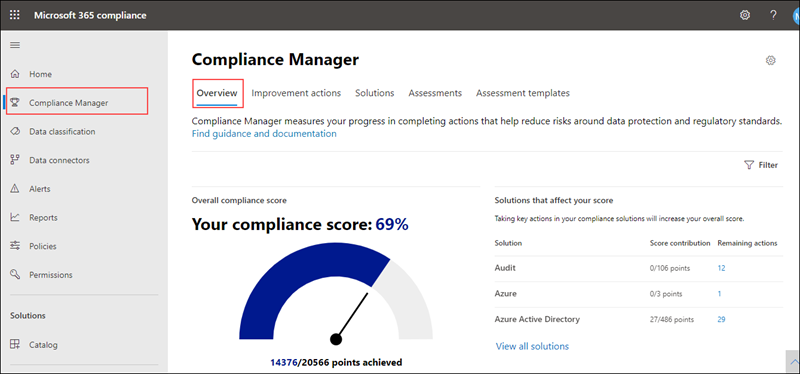 Microsoft 365 compliance
?
Home
Compliance Manager
Data classification
Data connectors
Alerts
Reports
Policies
Permissions
Solutions
Catalog
Compliance Manager
Overview Improvement actions Solutions Assessments Assessment templates
Compliance Manager measures your progress in completing actions that help reduce risks around data protection and regulatory standards.
Find guidance and documentation
Filter
Overall compliance score
Your compliance score: 69%
14376/20566 points achieved
Solutions that affect your score
Taking key actions in your compliance solutions will increase your overall score.
Solution Score contribution Remaining actions
Audit 0/106 points 12
Azure 0/3 points 1
Azure Active Directory 27/486 points 29
View all solutions